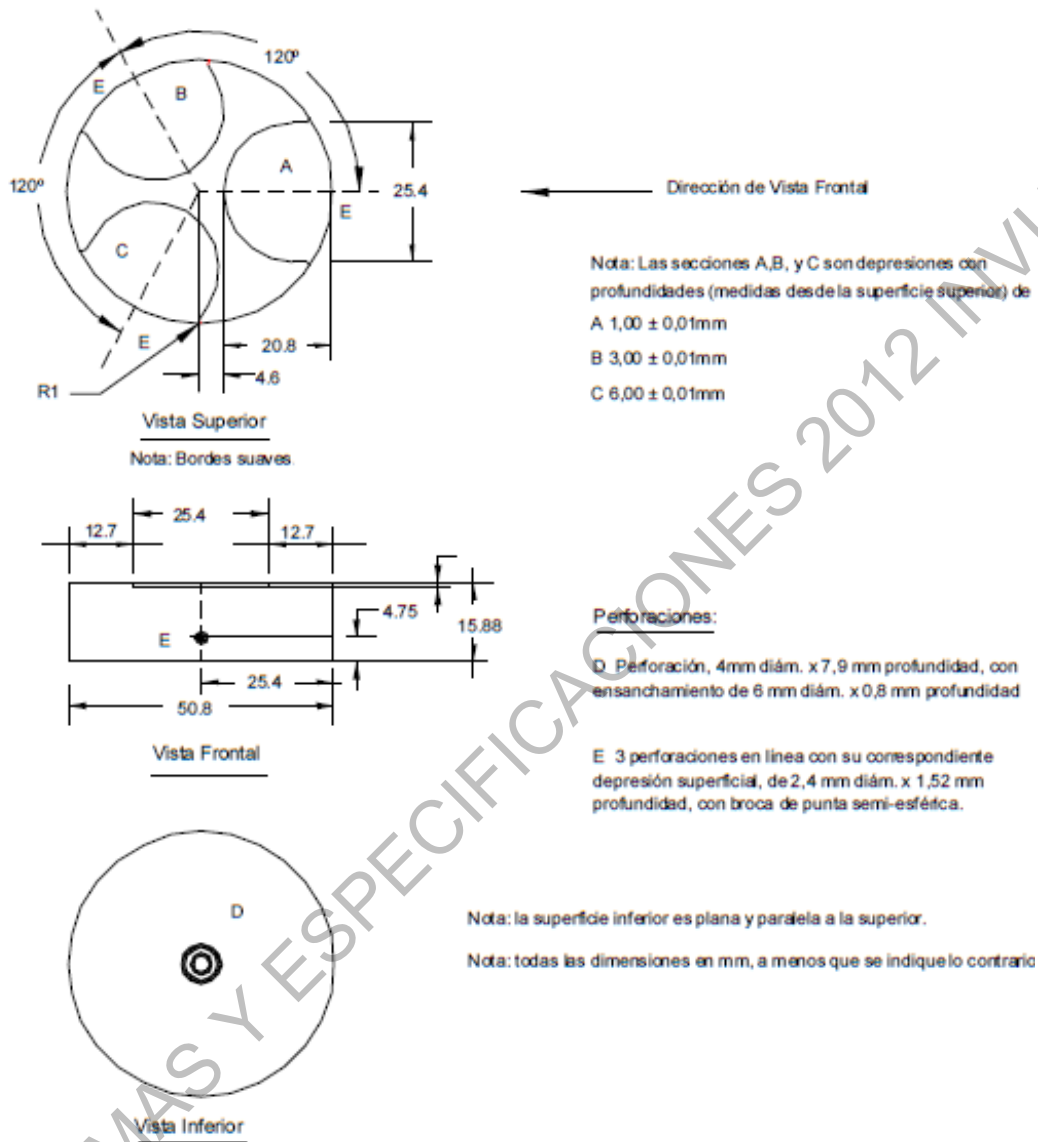 120º
E
B
120º
A
25.4
E
C
E
20.8
4.6
R1
Vista Superior
Nota: Bordes suaves.
Dirección de Vista Frontal
Nota: Las secciones A,B, y C son depresiones con
profundidades (medidas desde la superficie superior) de
A 1,00 ± 0,01mm
B 3,00 ± 0,01mm
C 6,00 ± 0,01mm
25.4
12.7
12.7
4.75
15.88
E
25.4
50.8
Vista Frontal
Perforaciones:
D Perforación, 4mm diám. x 7,9 mm profundidad, con
ensanchamiento de 6 mm diám. x 0,8 mm profundidad
E 3 perforaciones en línea con su correspondiente
depresión superficial, de 2,4 mm diám. x 1,52 mm
profundidad, con broca de punta semi-esférica.
D
Vista Inferior
Nota: la superficie inferior es plana y paralela a la superior.
Nota: todas las dimensiones en mm, a menos que se indique lo contrario
MAS Y ESPECIFICACIONES 2012 INVI